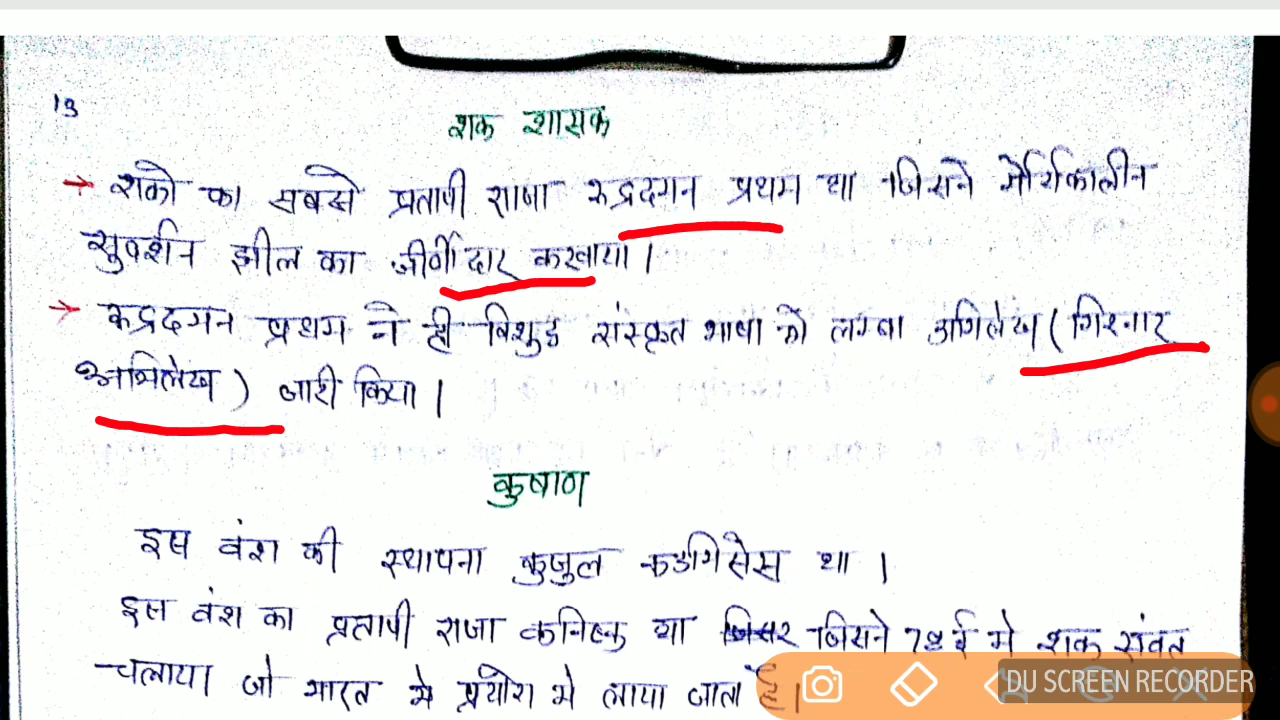 13
शक शासक
→ शको का सबसे प्रतापी राजा रुद्रदमन प्रथम था जिसने मौर्यकालीन
सुदर्शन झील का जीर्णोदार करवाया।
→ रुद्रदमन प्रथम ने ही विशुद्ध संस्कृत भाषा को लम्बा अभिलेख (गिरनार
अभिलेख) जारी किया।
कुषाण
इस वंश की स्थापना कुजुल कडफिसेस था।
इस वंश का प्रतापी राजा कनिष्क था जिसने 78 ई मे शक संवत
चलाया जो भारत मे प्रयोग मे लाया जाता है।
DU SCREEN RECORDER